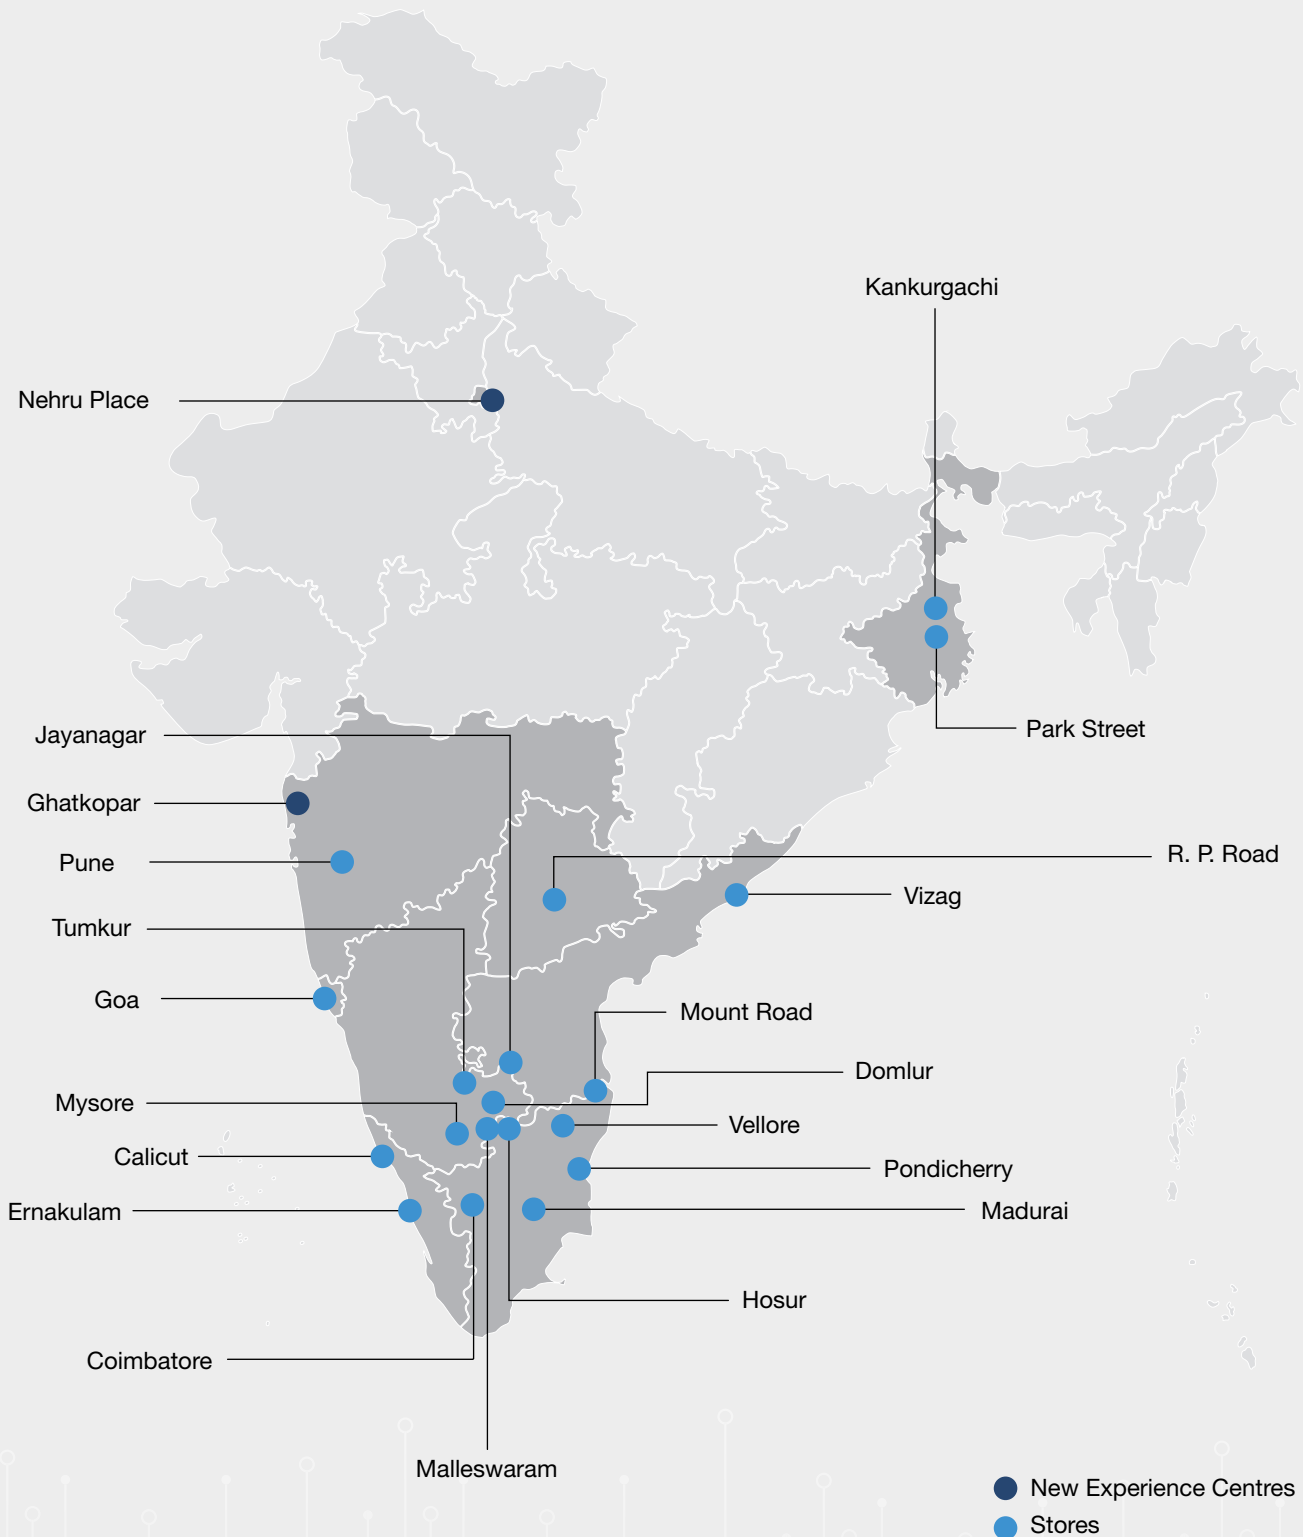 Kankurgachi
Nehru Place
Park Street
Jayanagar
Ghatkopar
Pune
R. P. Road
Vizag
Tumkur
Goa
Mount Road
Domlur
Mysore
Vellore
Calicut
Pondicherry
Ernakulam
Madurai
Hosur
Coimbatore
Malleswaram
New Experience Centres
Stores